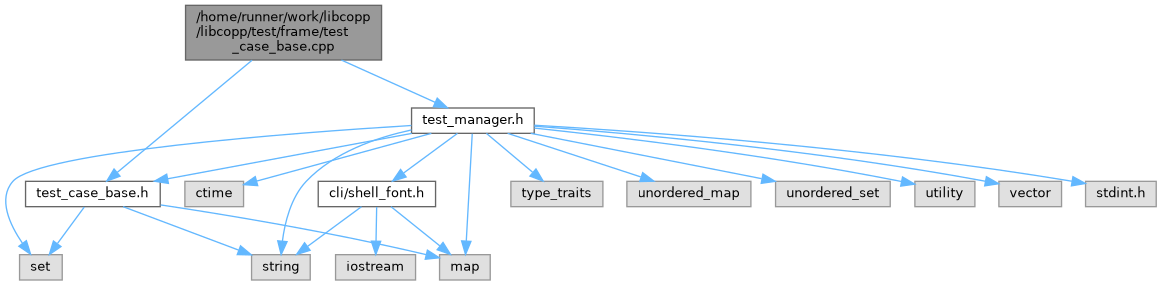 /home/runner/work/libcopp
/libcopp/test/frame/test
_case_base.cpp
test_manager.h
test_case_base.h
ctime
cli/shell_font.h
type_traits
unordered_map
unordered_set
utility
vector
stdint.h
set
string
iostream
map